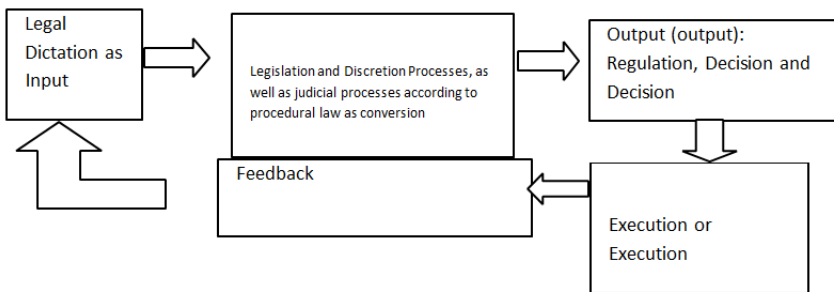 Legal
Dictation as
Input
Legislation and Discretion Processes, as
well as judicial processes according to
procedural law as conversion
Output (output):
Regulation, Decision and
Decision
Feedback
Execution or
Execution